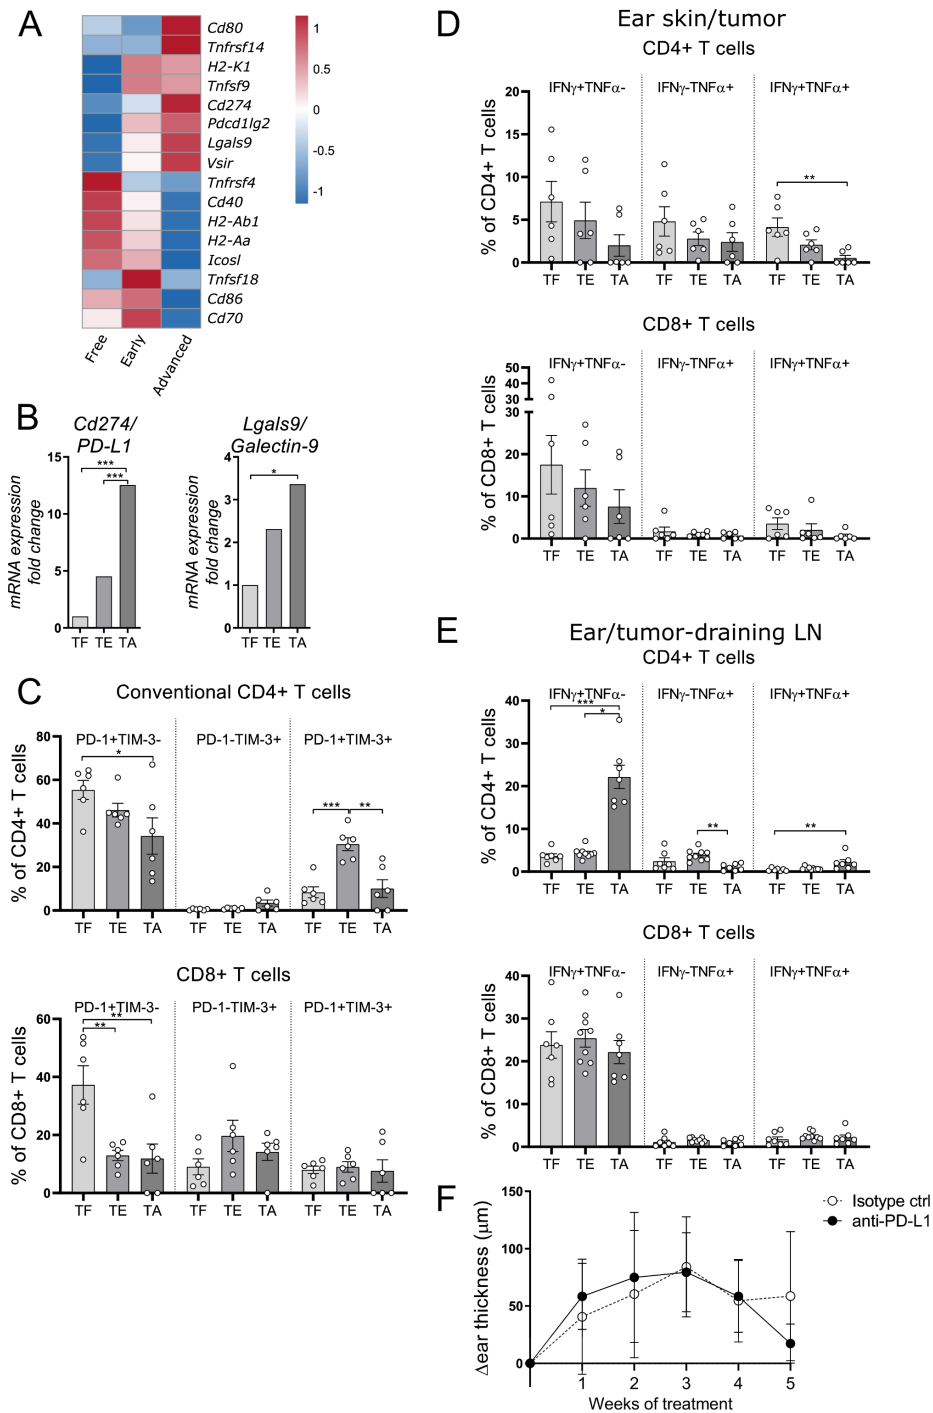 A
Cd80
Tnfrsf14
H2-K1
Tnfsf9
Cd274
Pdcd1lg2
Lgals9
Vsir
Tnfrsf4
Cd40
H2-Ab1
H2-Aa
Icosl
Tnfsf18
Cd86
Cd70
1
0.5
0
-0.5
-1
Free
Early
Advanced
B
Cd274/
PD-L1
mRNA expression
fold change
15
10
5
0
***
***
TF TE TA
Lgals9/
Galectin-9
mRNA expression
fold change
4
3
2
1
0
*
TF TE TA
C
Conventional CD4+ T cells
% of CD4+ T cells
80
60
40
20
0
PD-1+TIM-3- PD-1-TIM-3+ PD-1+TIM-3+
*
*** **
TF TE TA TF TE TA TF TE TA
CD8+ T cells
% of CD8+ T cells
60
40
20
0
PD-1+TIM-3- PD-1-TIM-3+ PD-1+TIM-3+
**
**
TF TE TA TF TE TA TF TE TA
D
Ear skin/tumor
CD4+ T cells
% of CD4+ T cells
20
15
10
5
0
IFNγ+TNFα- IFNγ-TNFα+ IFNγ+TNFα+
**
TF TE TA TF TE TA TF TE TA
CD8+ T cells
% of CD8+ T cells
50
40
30
30
20
10
0
IFNγ+TNFα- IFNγ-TNFα+ IFNγ+TNFα+
TF TE TA TF TE TA TF TE TA
E
Ear/tumor-draining LN
CD4+ T cells
% of CD4+ T cells
40
30
20
10
0
IFNγ+TNFα- IFNγ-TNFα+ IFNγ+TNFα+
***
*
** **
TF TE TA TF TE TA TF TE TA
CD8+ T cells
% of CD8+ T cells
40
30
20
10
0
IFNγ+TNFα- IFNγ-TNFα+ IFNγ+TNFα+
TF TE TA TF TE TA TF TE TA
F
Δear thickness (μm)
150
100
50
0
1 2 3 4 5
Weeks of treatment
Isotype ctrl
anti-PD-L1